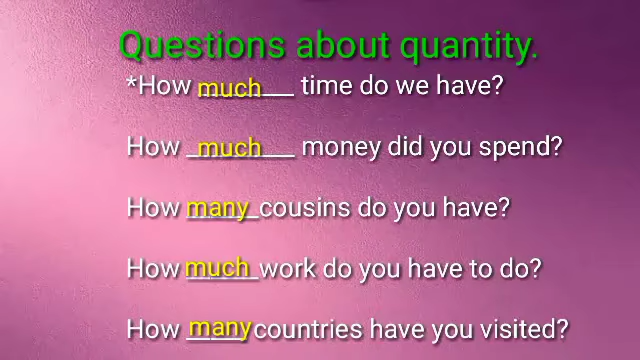 Questions about quantity.
*How much time do we have?
How much money did you spend?
How many cousins do you have?
How much work do you have to do?
How many countries have you visited?